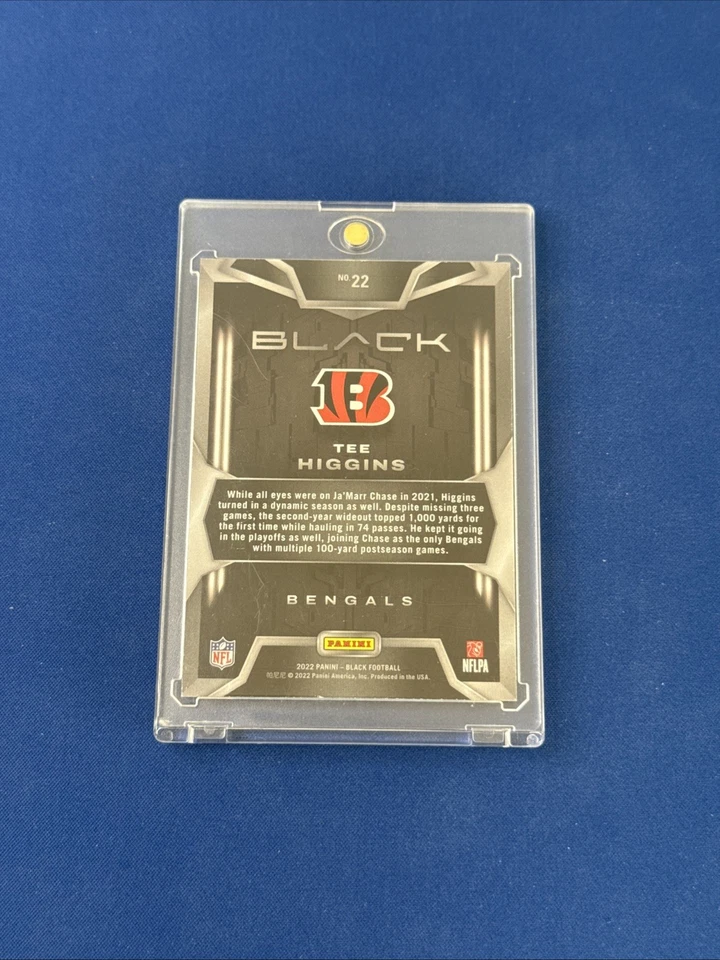 NO. 22
BLACK
B
TEE
HIGGINS
While all eyes were on Ja'Marr Chase in 2021, Higgins
turned in a dynamic season as well. Despite missing three
games, the second-year wideout topped 1,000 yards for
the first time while hauling in 74 passes. He kept it going
in the playoffs as well, joining Chase as the only Bengals
with multiple 100-yard postseason games.
BENGALS
NFL
PANINI
NFLPA
2022 PANINI – BLACK FOOTBALL
帕尼尼 © 2022 Panini America, Inc. Produced in the USA.